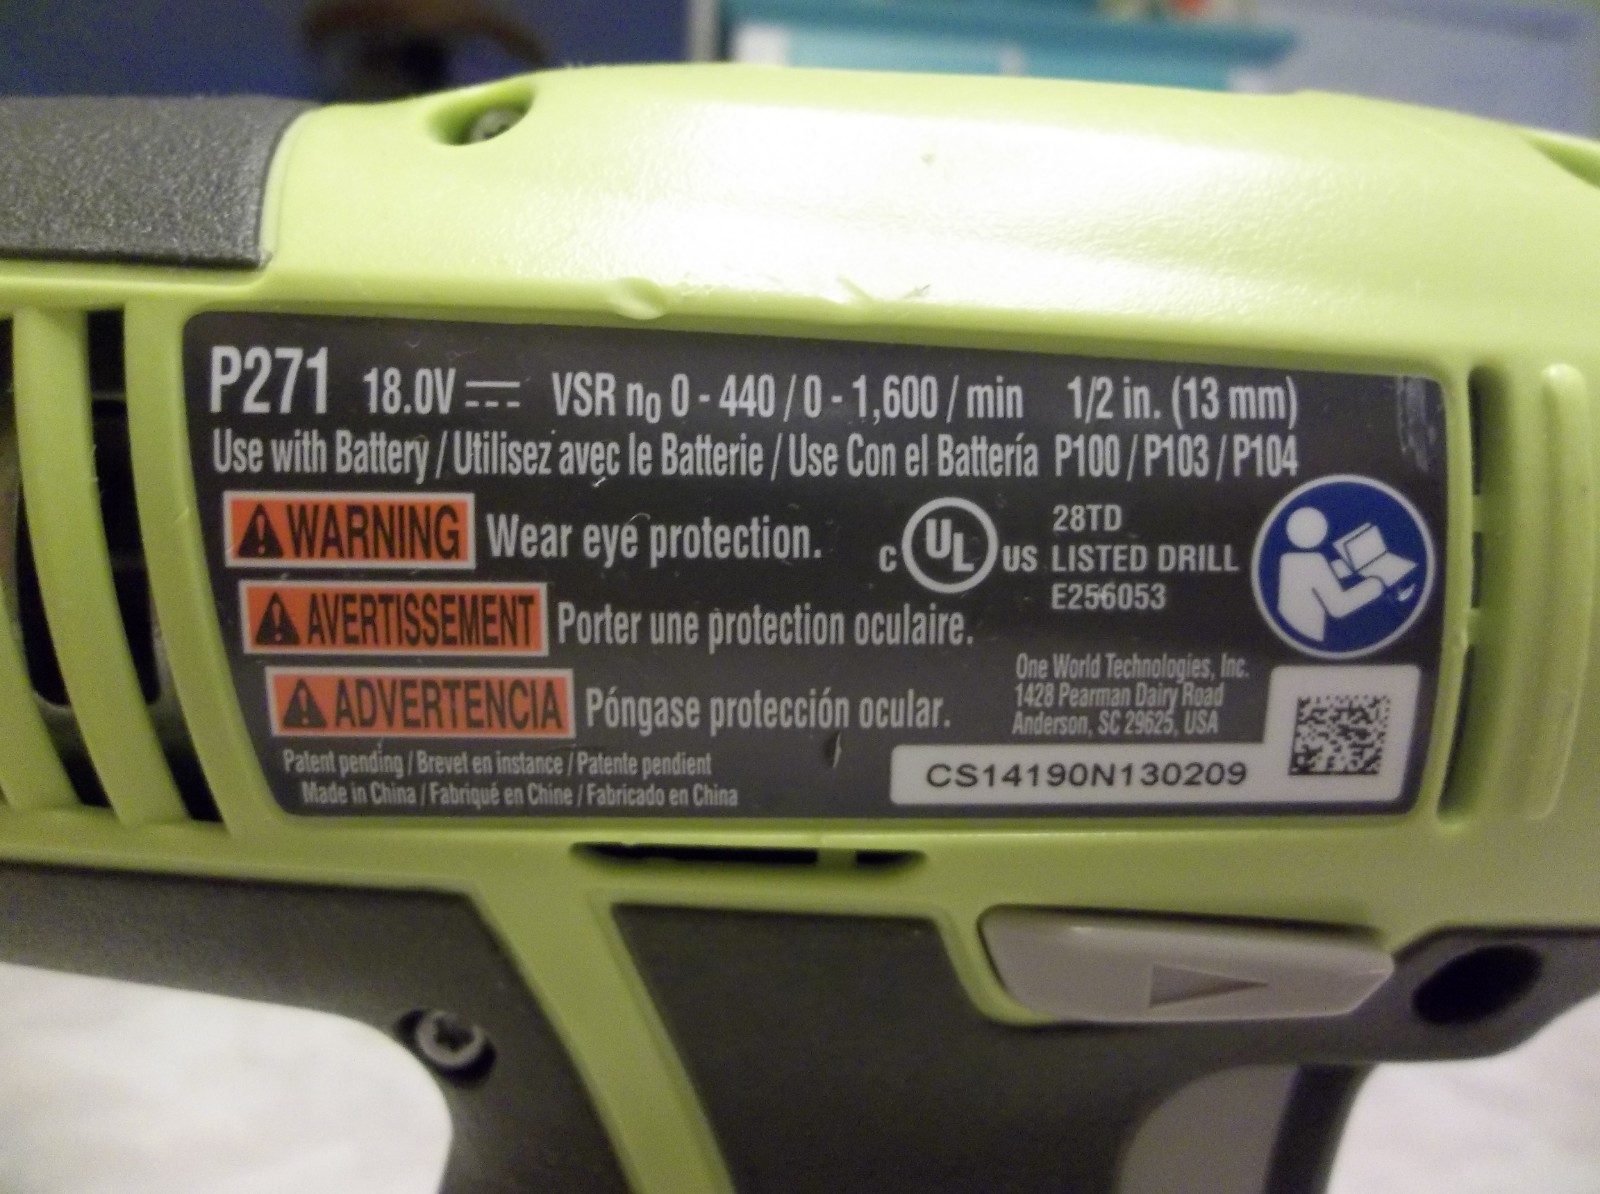 P271 18.0V VSR n₀ 0 - 440 / 0 - 1,600 / min 1/2 in. (13 mm)
Use with Battery / Utilisez avec le Batterie / Use Con el Batería P100 / P103 / P104
WARNING Wear eye protection.
AVERTISSEMENT Porter une protection oculaire.
ADVERTENCIA Póngase protección ocular.
C UL US
28TD
LISTED DRILL
E256053
One World Technologies, Inc.
1428 Pearman Dairy Road
Anderson, SC 29625, USA
Patent pending / Brevet en instance / Patente pendient
Made in China / Fabriqué en Chine / Fabricado en China
CS14190N130209